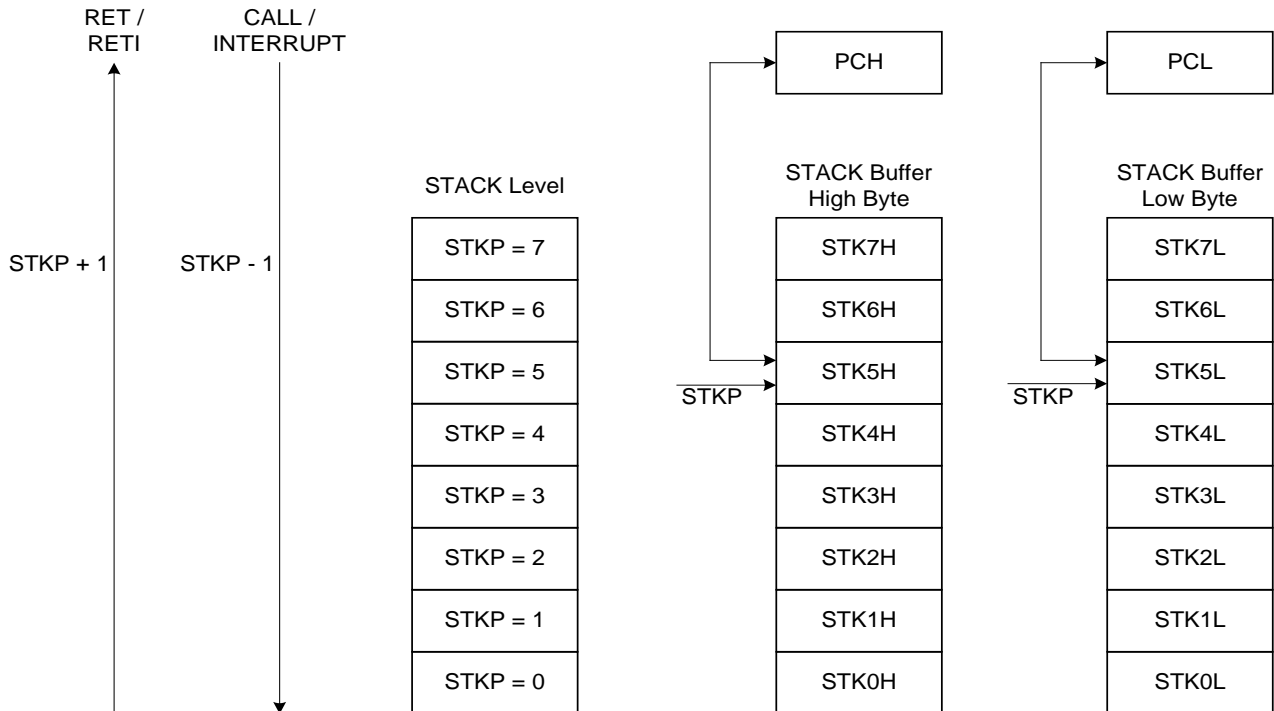 RET /
RETI
CALL /
INTERRUPT
PCH
PCL
STACK Level
STACK Buffer
High Byte
STACK Buffer
Low Byte
STKP + 1
STKP - 1
STKP = 7
STK7H
STK7L
STKP = 6
STK6H
STK6L
STKP = 5
STK5H
STK5L
STKP
STKP
STKP = 4
STK4H
STK4L
STKP = 3
STK3H
STK3L
STKP = 2
STK2H
STK2L
STKP = 1
STK1H
STK1L
STKP = 0
STK0H
STK0L